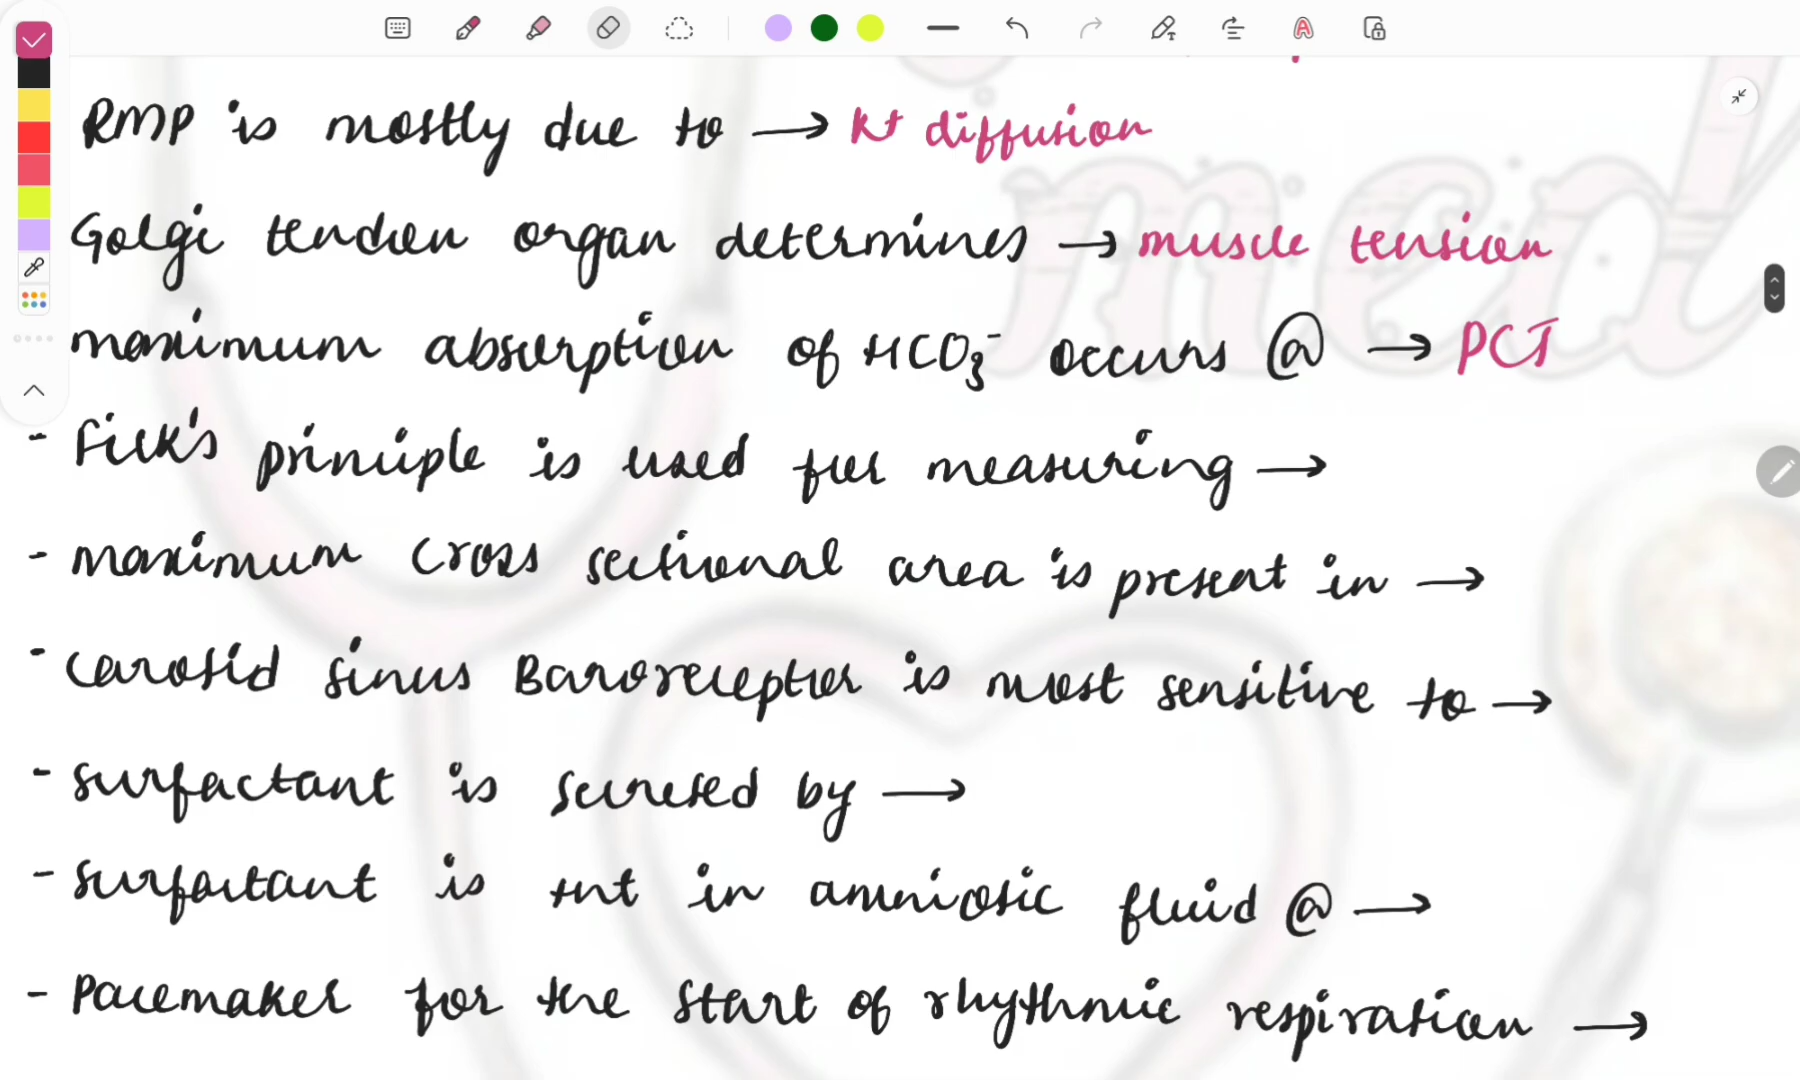 RMP is mostly due to → K+ diffusion
Golgi tendon organ determines → muscle tension
maximum absorption of HCO₃⁻ occurs @ → PCT
- Fick's principle is used for measuring →
- maximum cross sectional area is present in →
- carotid sinus Baroreceptor is most sensitive to →
- surfactant is secreted by →
- surfactant is +nt in amniotic fluid @ →
- Pacemaker for the start of rhythmic respiration →
med